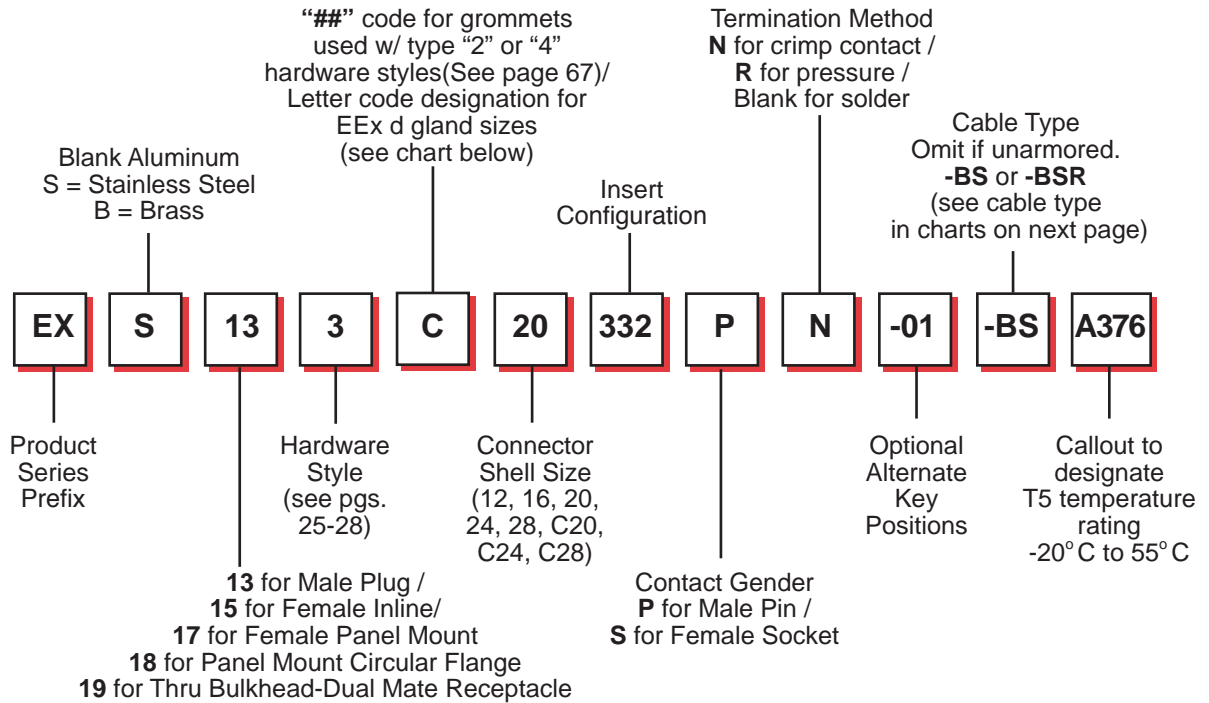 “##” code for grommets
used w/ type “2” or “4”
hardware styles(See page 67)/
Letter code designation for
EEx d gland sizes
(see chart below)
Termination Method
N for crimp contact /
R for pressure /
Blank for solder
Cable Type
Omit if unarmored.
-BS or -BSR
(see cable type
in charts on next page)
Blank Aluminum
S = Stainless Steel
B = Brass
Insert
Configuration
EX S 13 3 C 20 332 P N -01 -BS A376
Product
Series
Prefix
Hardware
Style
(see pgs.
25-28)
Connector
Shell Size
(12, 16, 20,
24, 28, C20,
C24, C28)
Optional
Alternate
Key
Positions
Callout to
designate
T5 temperature
rating
-20° C to 55° C
13 for Male Plug /
15 for Female Inline/
17 for Female Panel Mount
18 for Panel Mount Circular Flange
19 for Thru Bulkhead-Dual Mate Receptacle
Contact Gender
P for Male Pin /
S for Female Socket